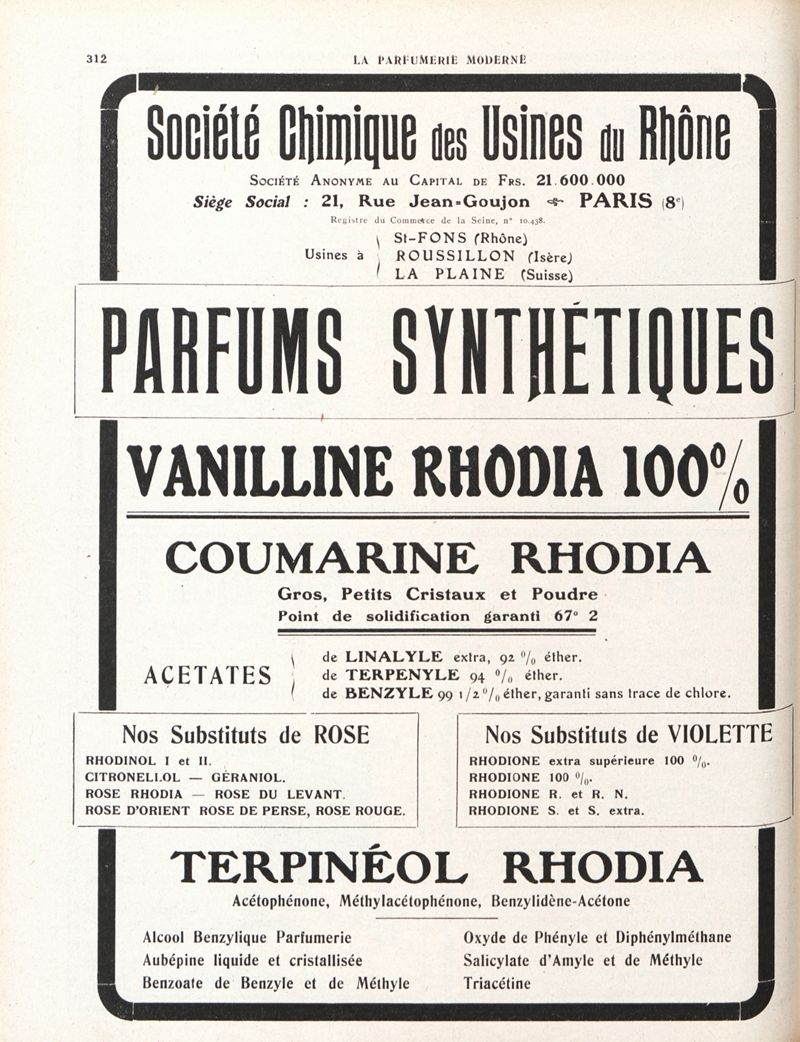 312
LA PARFUMERIE MODERNE
Société Chimique des Usines du Rhône
Société Anonyme au Capital de Frs. 21.600.000
Siège Social : 21, Rue Jean-Goujon PARIS (8e)
Registre du Commerce de la Seine, n° 10.438.
Usines à
St-FONS (Rhône)
ROUSSILLON (Isère)
LA PLAINE (Suisse)
PARFUMS SYNTHÉTIQUES
VANILLINE RHODIA 100%
COUMARINE RHODIA
Gros, Petits Cristaux et Poudre
Point de solidification garanti 67° 2
ACETATES
de LINALYLE extra, 92 % éther.
de TERPENYLE 94 % éther.
de BENZYLE 99 1/2 % éther, garanti sans trace de chlore.
Nos Substituts de ROSE
RHODINOL I et II.
CITRONELLOL — GÉRANIOL.
ROSE RHODIA — ROSE DU LEVANT.
ROSE D'ORIENT ROSE DE PERSE, ROSE ROUGE.
Nos Substituts de VIOLETTE
RHODIONE extra supérieure 100 %.
RHODIONE 100 %.
RHODIONE R. et R. N.
RHODIONE S. et S. extra.
TERPINÉOL RHODIA
Acétophénone, Méthylacétophénone, Benzylidène-Acétone
Alcool Benzylique Parfumerie
Aubépine liquide et cristallisée
Benzoate de Benzyle et de Méthyle
Oxyde de Phényle et Diphénylméthane
Salicylate d'Amyle et de Méthyle
Triacétine